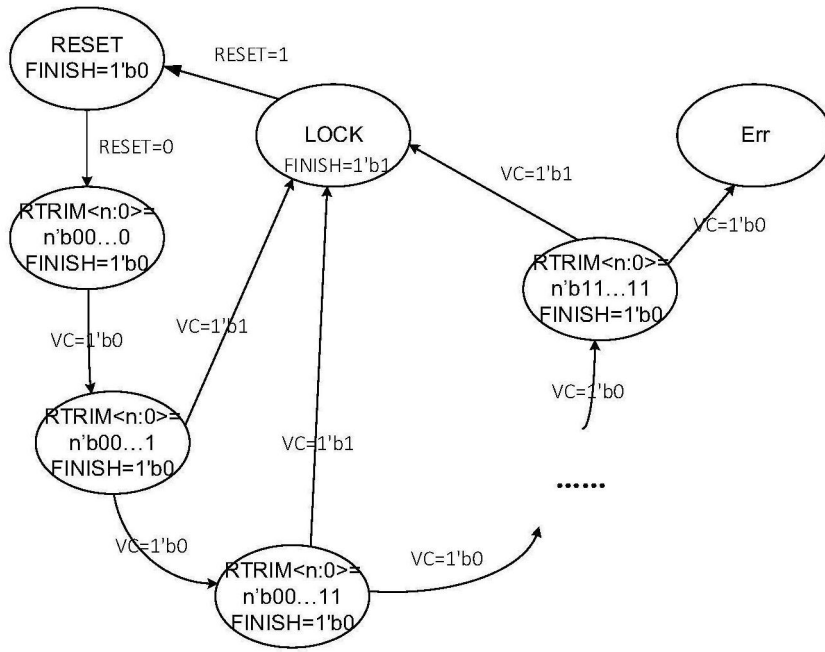 RESET
FINISH=1'b0
RESET=1
LOCK
FINISH=1'b1
Err
RESET=0
VC=1'b1
RTRIM<n:0>=
n'b00...0
FINISH=1'b0
VC=1'b0
RTRIM<n:0>=
n'b11...11
FINISH=1'b0
VC=1'b0
VC=1'b1
VC=1'b0
RTRIM<n:0>=
n'b00...1
FINISH=1'b0
VC=1'b1
......
VC=1'b0
VC=1'b0
RTRIM<n:0>=
n'b00...11
FINISH=1'b0